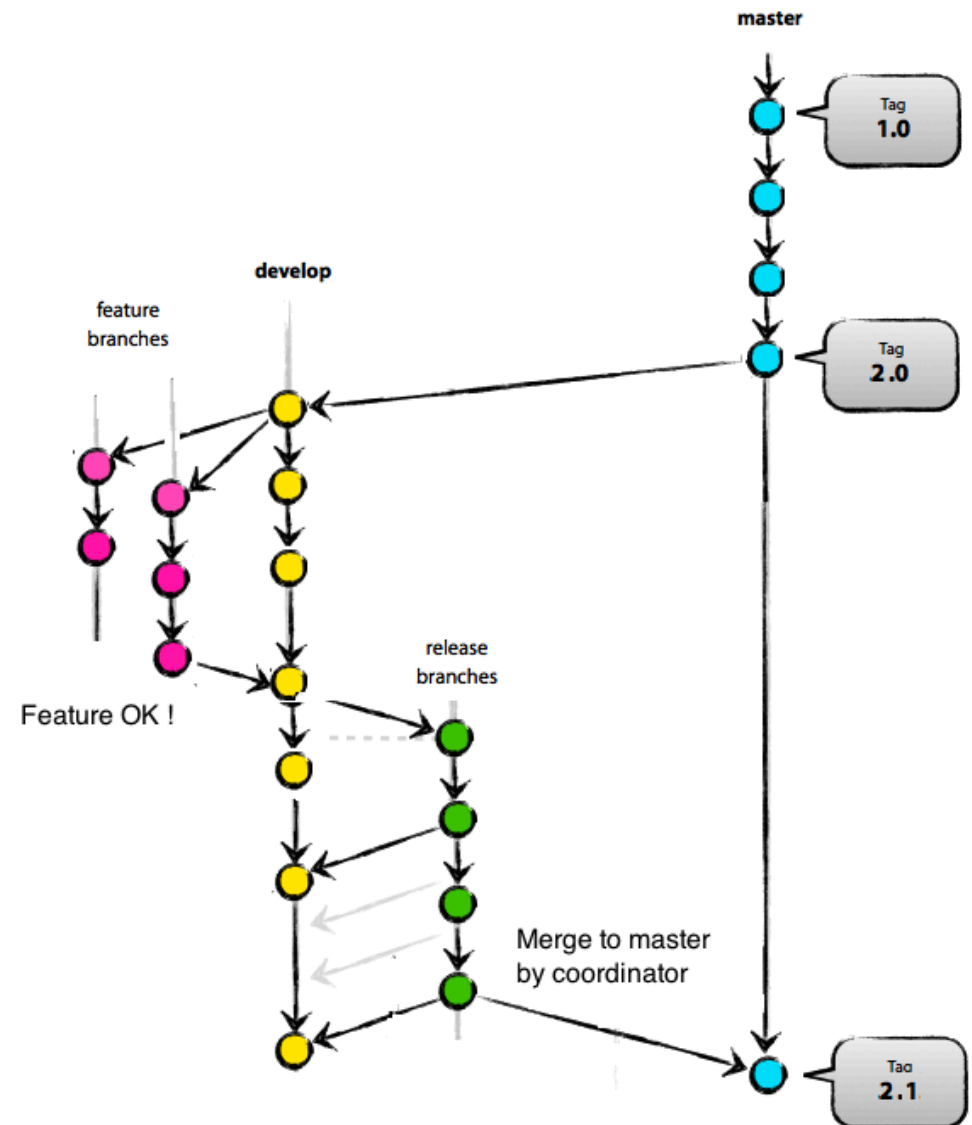 master
Tag
1.0
develop
feature
branches
Tag
2.0
release
branches
Feature OK !
Merge to master
by coordinator
Tag
2.1